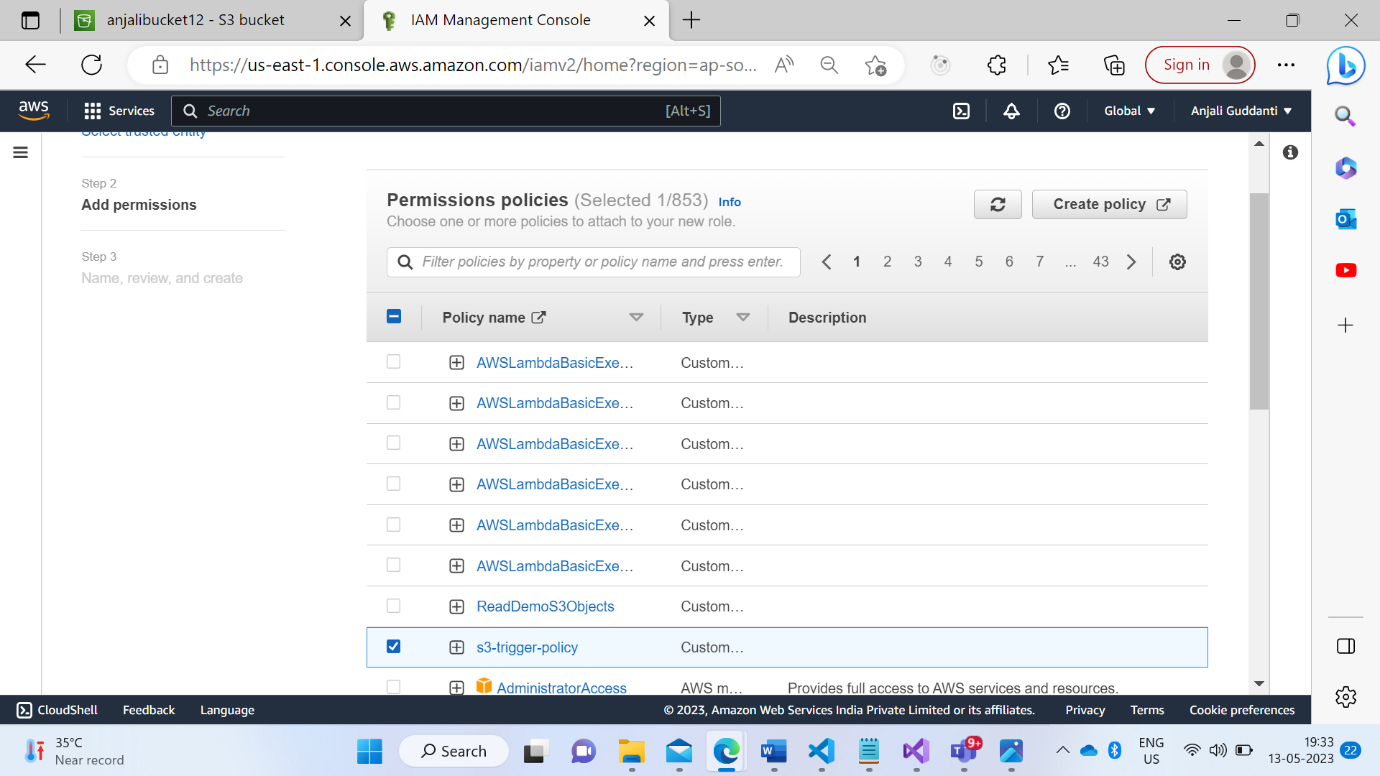 anjalibucket12 - S3 bucket
IAM Management Console
https://us-east-1.console.aws.amazon.com/iamv2/home?region=ap-so...
Sign in
aws
Services
Search
[Alt+S]
Global
Anjali Guddanti
Select trusted entity
Step 2
Add permissions
Step 3
Name, review, and create
Permissions policies (Selected 1/853) Info
Choose one or more policies to attach to your new role.
Create policy
Filter policies by property or policy name and press enter.
1 2 3 4 5 6 7 ... 43
Policy name Type Description
AWSLambdaBasicExe... Custom...
AWSLambdaBasicExe... Custom...
AWSLambdaBasicExe... Custom...
AWSLambdaBasicExe... Custom...
AWSLambdaBasicExe... Custom...
AWSLambdaBasicExe... Custom...
ReadDemoS3Objects Custom...
s3-trigger-policy Custom...
AdministratorAccess AWS m... Provides full access to AWS services and resources.
CloudShell Feedback Language © 2023, Amazon Web Services India Private Limited or its affiliates. Privacy Terms Cookie preferences
35°C
Near record
Search
9+
ENG
US
19:33
13-05-2023
22